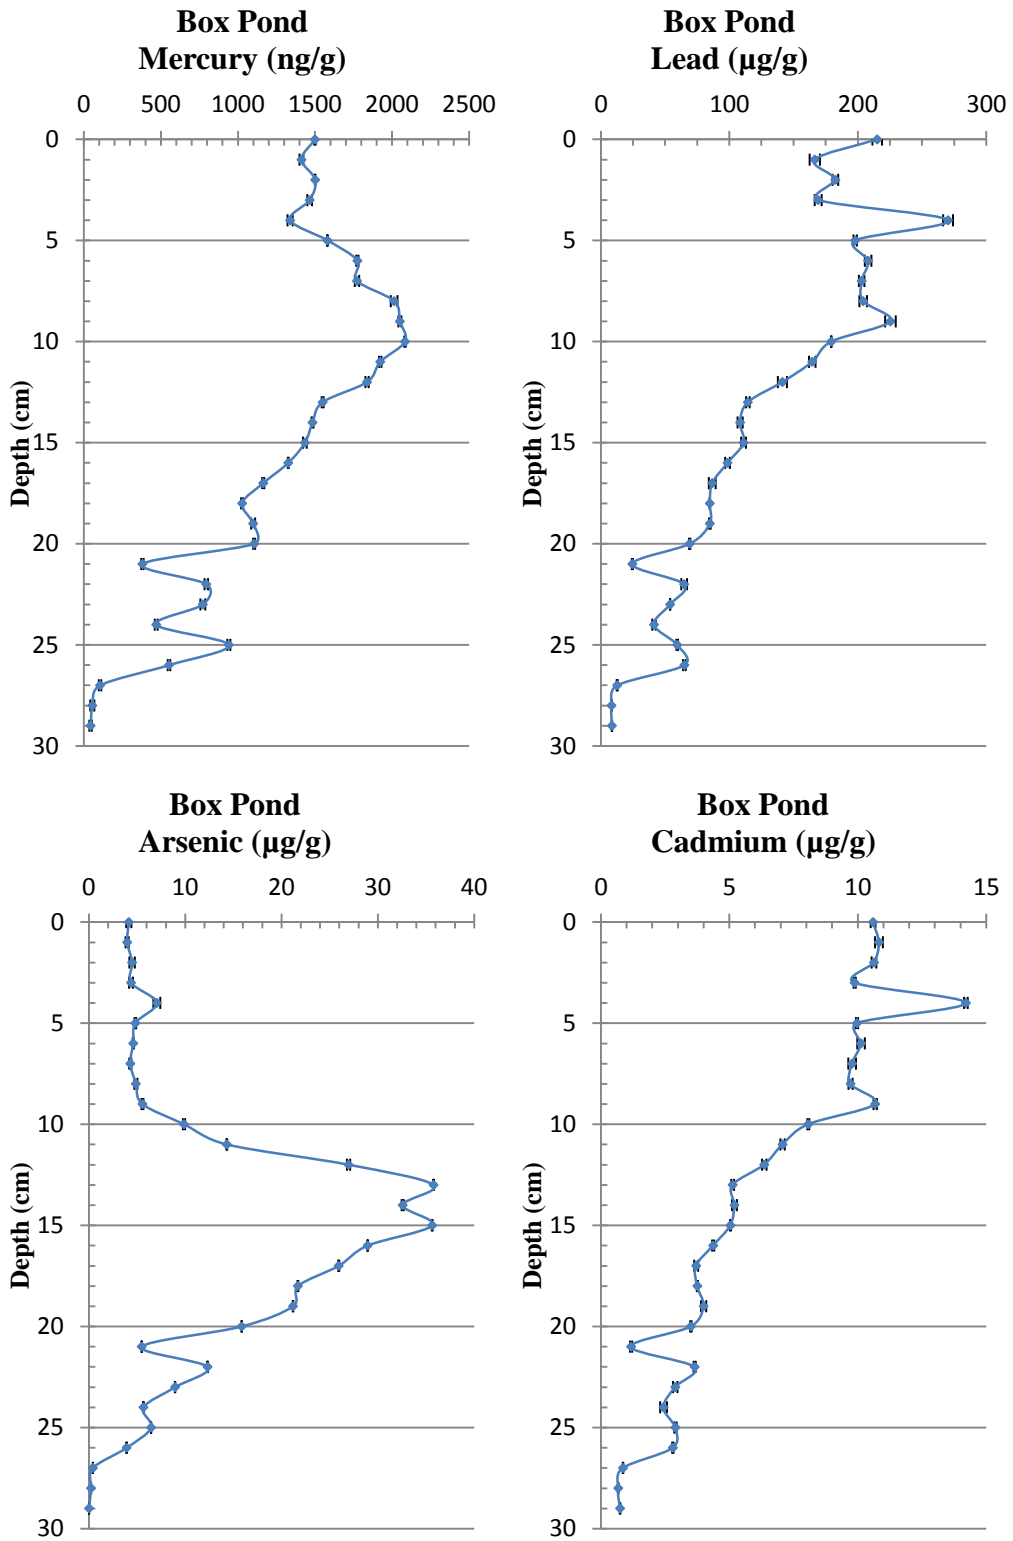 Box Pond
Mercury (ng/g)
0 500 1000 1500 2000 2500
0
5
10
15
20
25
30
Depth (cm)
Box Pond
Lead (µg/g)
0 100 200 300
0
5
10
15
20
25
30
Depth (cm)
Box Pond
Arsenic (µg/g)
0 10 20 30 40
0
5
10
15
20
25
30
Depth (cm)
Box Pond
Cadmium (µg/g)
0 5 10 15
0
5
10
15
20
25
30
Depth (cm)